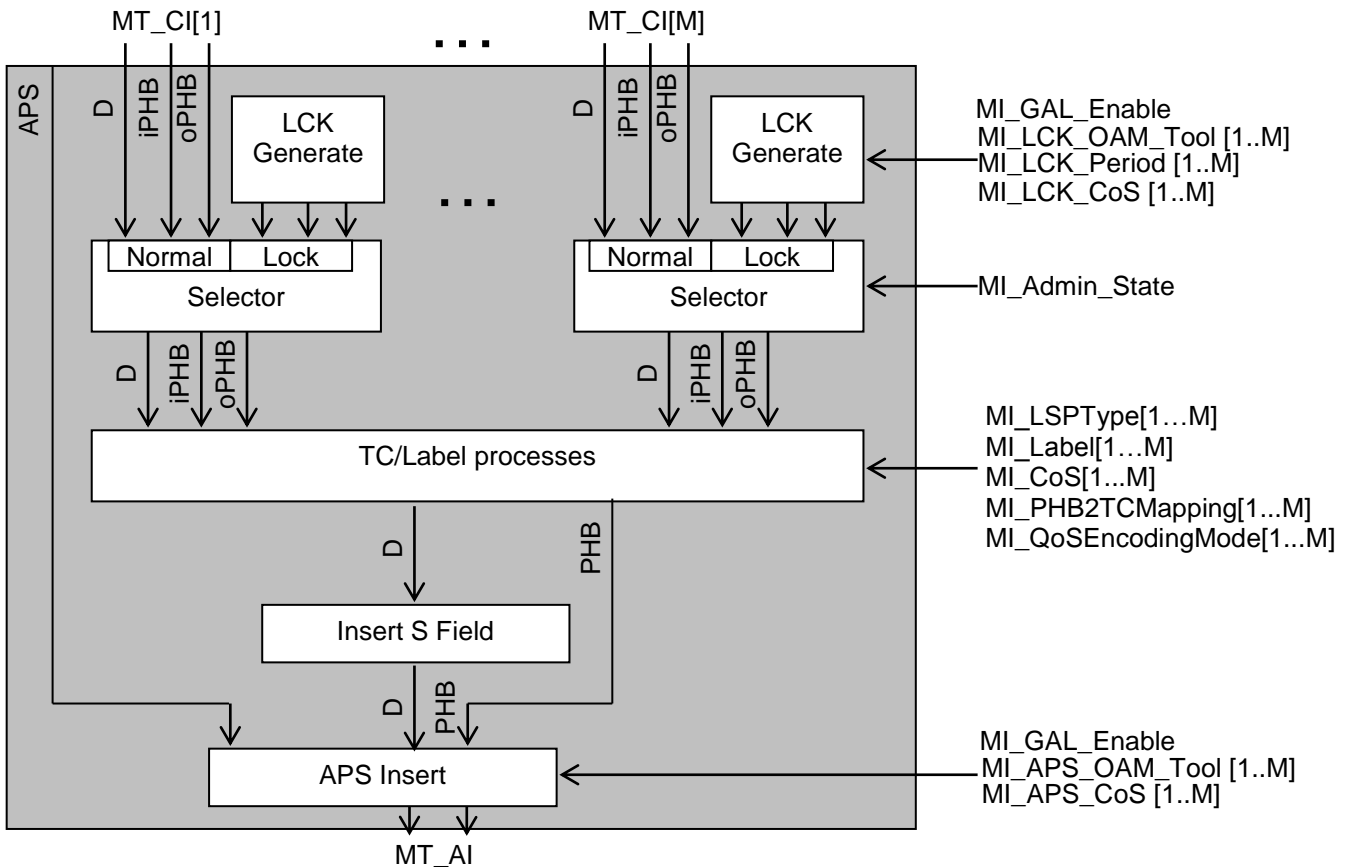 MT_CI[1]
. . .
MT_CI[M]
APS
D
iPHB
oPHB
LCK
Generate
D
iPHB
oPHB
LCK
Generate
MI_GAL_Enable
MI_LCK_OAM_Tool [1..M]
MI_LCK_Period [1..M]
MI_LCK_CoS [1..M]
. . .
Normal
Lock
Selector
Normal
Lock
Selector
MI_Admin_State
D
iPHB
oPHB
D
iPHB
oPHB
TC/Label processes
MI_LSPType[1…M]
MI_Label[1…M]
MI_CoS[1...M]
MI_PHB2TCMapping[1...M]
MI_QoSEncodingMode[1...M]
D
PHB
Insert S Field
D
PHB
APS Insert
MI_GAL_Enable
MI_APS_OAM_Tool [1..M]
MI_APS_CoS [1..M]
MT_AI